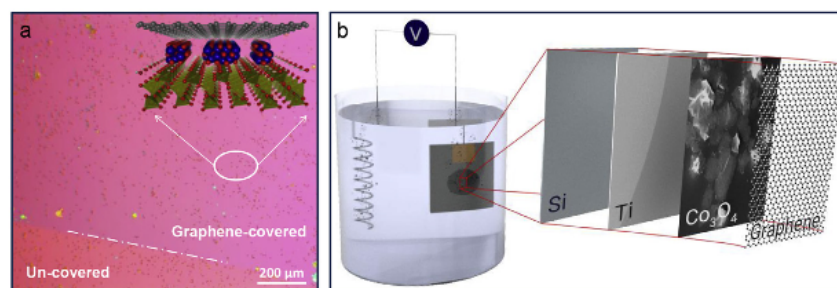 a
Graphene-covered
Un-covered
200 µm
b
V
Si
Ti
Co₃O₄
Graphene